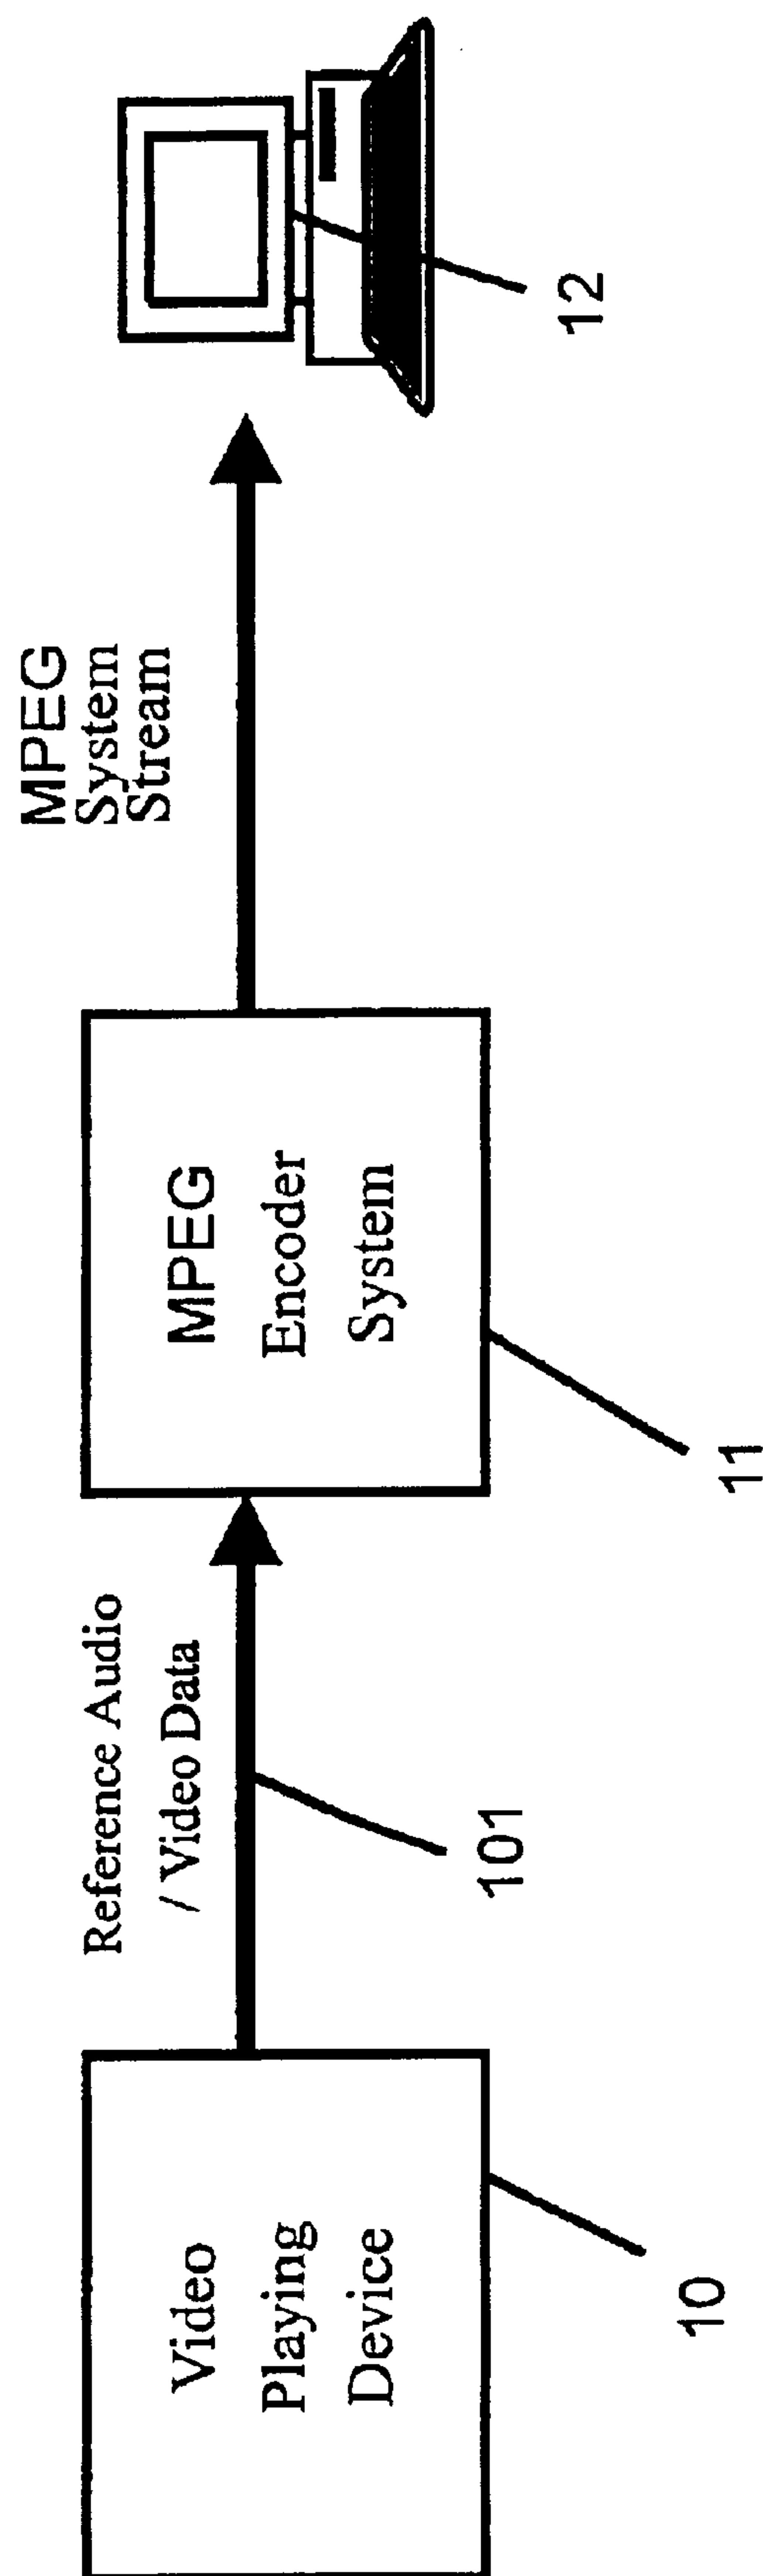 Video
Playing
Device
10
Reference Audio
/ Video Data
101
MPEG
Encoder
System
11
MPEG
System
Stream
12